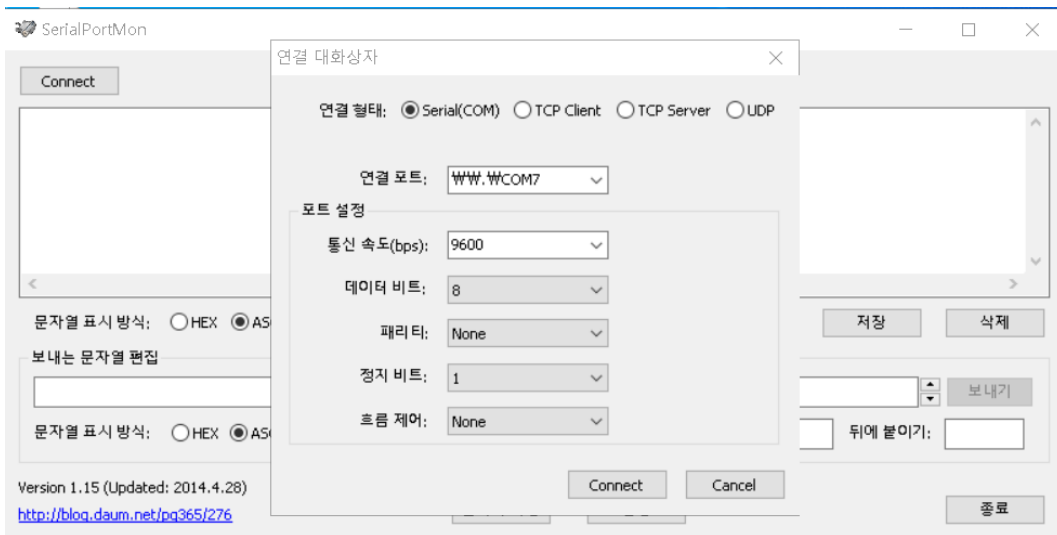 SerialPortMon
연결 대화상자
Connect
연결 형태: Serial(COM) TCP Client TCP Server UDP
연결 포트: ₩₩.₩COM7
포트 설정
통신 속도(bps): 9600
데이터 비트: 8
패리티: None
정지 비트: 1
흐름 제어: None
Connect Cancel
문자열 표시 방식: HEX
저장 삭제
보내는 문자열 편집
보내기
문자열 표시 방식: HEX
뒤에 붙이기:
Version 1.15 (Updated: 2014.4.28)
http://blog.daum.net/pg365/276
종료